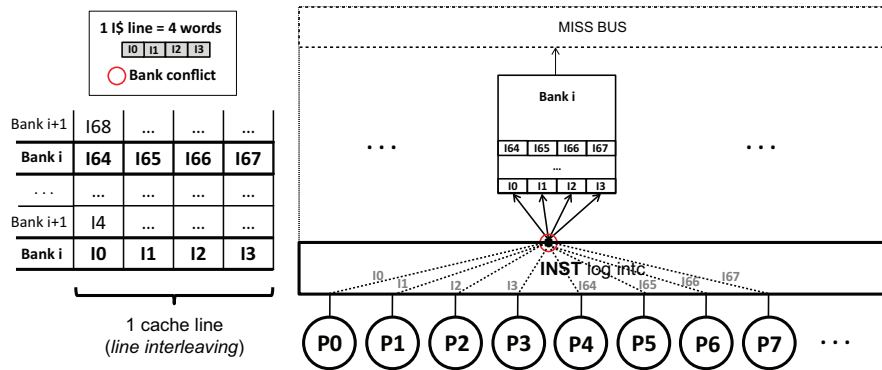 1 I$ line = 4 words
I0 I1 I2 I3
Bank conflict
Bank i+1 I68 ... ... ...
Bank i I64 I65 I66 I67
... ... ... ... ...
Bank i+1 I4 ... ... ...
Bank i I0 I1 I2 I3
1 cache line
(line interleaving)
MISS BUS
Bank i
I64 I65 I66 I67
...
I0 I1 I2 I3
... ...
INST log intc
I0 I1 I2 I3 I64 I65 I66 I67
P0 P1 P2 P3 P4 P5 P6 P7 ...